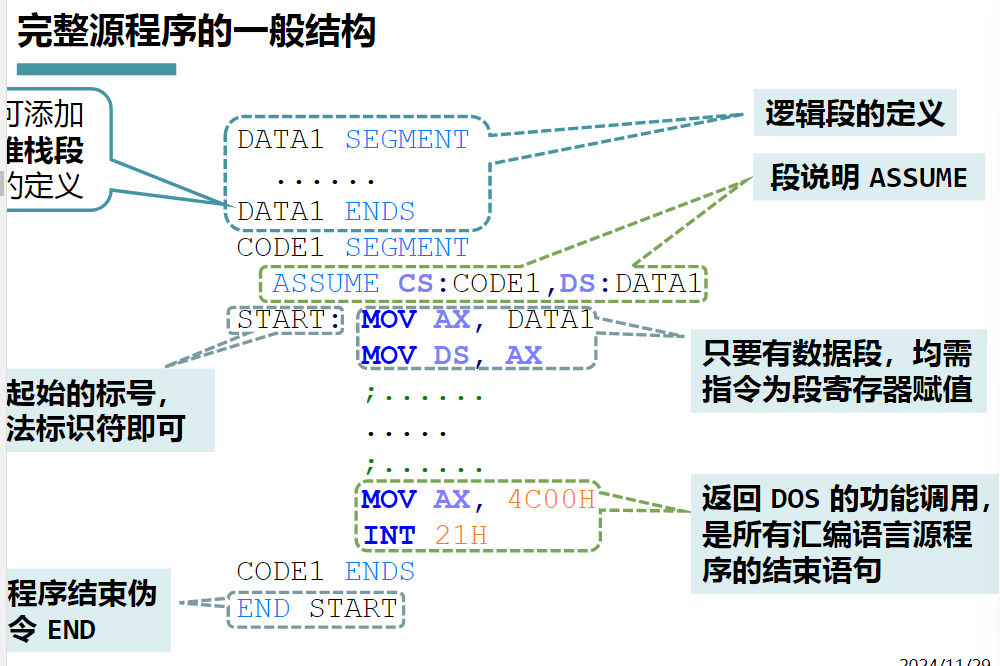 完整源程序的一般结构
可添加
堆栈段
的定义
DATA1 SEGMENT
......
DATA1 ENDS
CODE1 SEGMENT
ASSUME CS:CODE1,DS:DATA1
START: MOV AX, DATA1
MOV DS, AX
;......
.....
;......
MOV AX, 4C00H
INT 21H
CODE1 ENDS
END START
逻辑段的定义
段说明 ASSUME
只要有数据段，均需
指令为段寄存器赋值
返回 DOS 的功能调用，
是所有汇编语言源程
序的结束语句
起始的标号，
法标识符即可
程序结束伪
令 END
2024/11/29